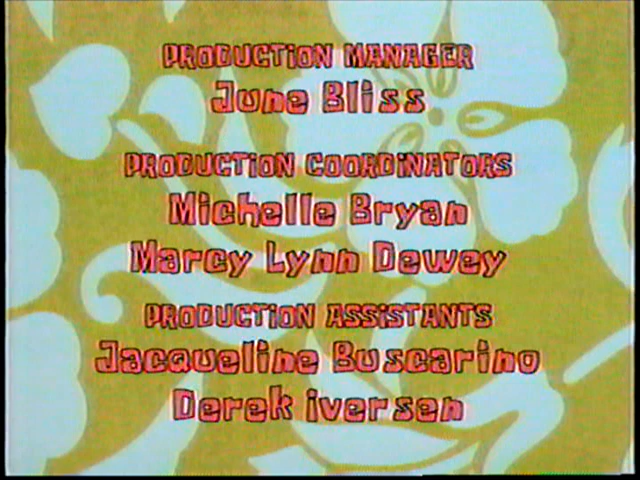 PRODUCTiON MANAGER
June Bliss
PRODUCTiON COORDiNATORS
Michelle Bryan
Marcy Lynn Dewey
PRODUCTiON ASSiSTANTS
Jacqueline Buscarino
Derek iversen